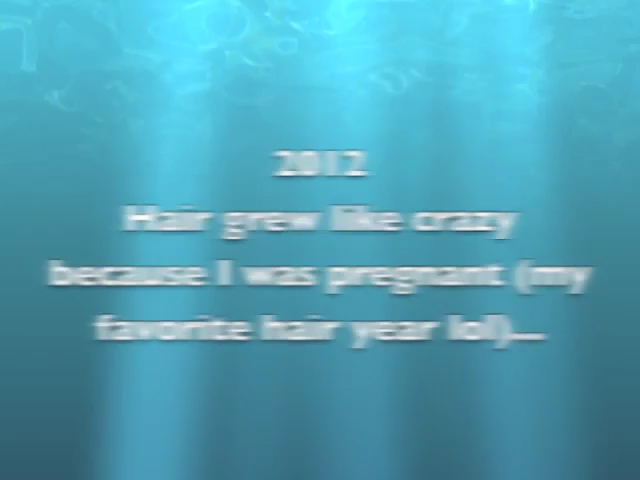 2012
Hair grew like crazy
because I was pregnant (my
favorite hair year lol)...